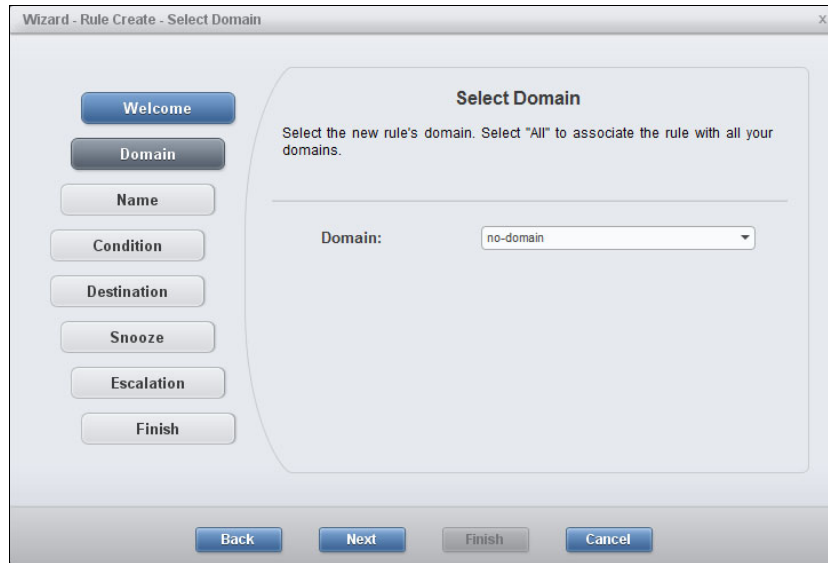 Wizard - Rule Create - Select Domain
x
Welcome
Domain
Name
Condition
Destination
Snooze
Escalation
Finish
Select Domain
Select the new rule's domain. Select "All" to associate the rule with all your
domains.
Domain: no-domain
Back Next Finish Cancel